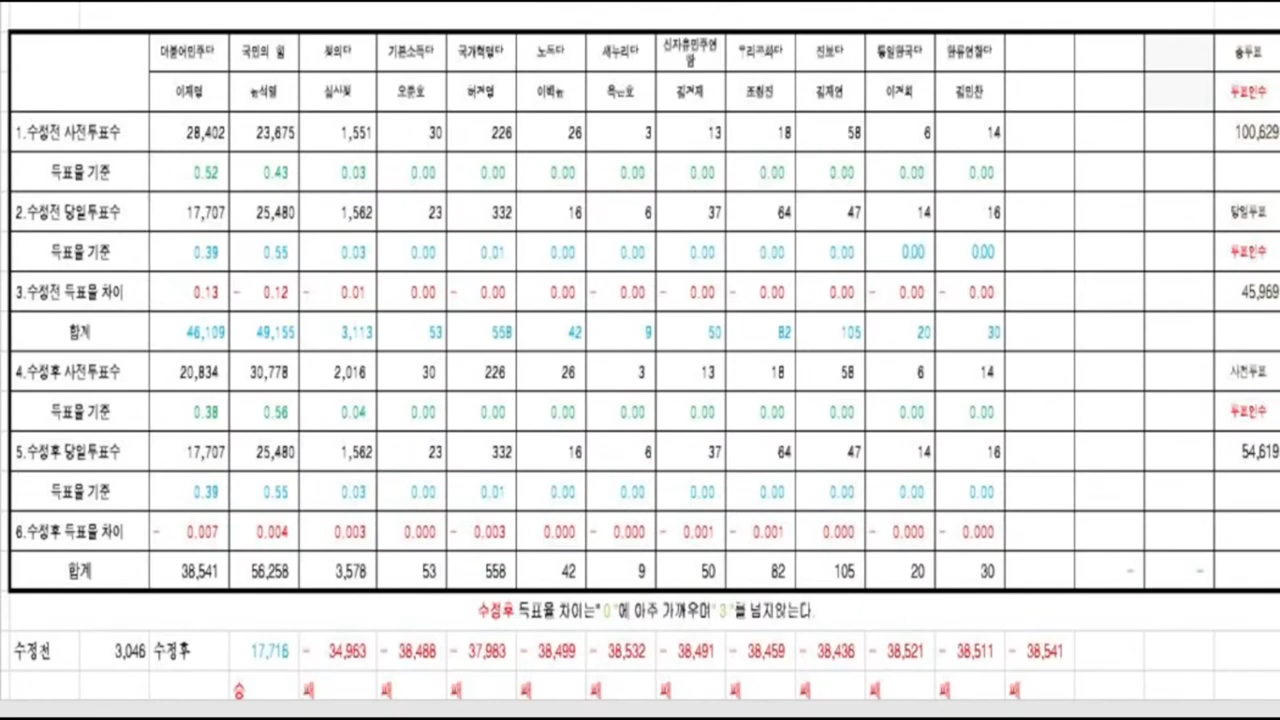 더불어민주다 국민의 힘 기본소득다 국가혁명다 노동다 새누리다 신자유민주연 우리공화다 진보다 통일한국다 한류연합다 총투표
이재명 윤석열 심상정 오준호 허경영 이백윤 옥은호 김경재 조원진 김재연 이경희 김민찬 투표인수
1.수정전 사전투표수 28,402 23,675 1,551 30 226 26 3 13 18 58 6 14 100,629
득표율 기준 0.52 0.43 0.03 0.00 0.00 0.00 0.00 0.00 0.00 0.00 0.00 0.00
2.수정전 당일투표수 17,707 25,480 1,562 23 332 16 6 37 64 47 14 16 당일투표
득표율 기준 0.39 0.55 0.03 0.00 0.01 0.00 0.00 0.00 0.00 0.00 0.00 0.00 투표인수
3.수정전 득표율 차이 0.13 - 0.12 - 0.01 0.00 - 0.00 0.00 - 0.00 - 0.00 - 0.00 0.00 - 0.00 - 0.00 45,969
합계 46,109 49,155 3,113 53 558 42 9 50 82 105 20 30
4.수정후 사전투표수 20,834 30,778 2,016 30 226 26 3 13 18 58 6 14 사전투표
득표율 기준 0.38 0.56 0.04 0.00 0.00 0.00 0.00 0.00 0.00 0.00 0.00 0.00 투표인수
5.수정후 당일투표수 17,707 25,480 1,562 23 332 16 6 37 64 47 14 16 54,619
득표율 기준 0.39 0.55 0.03 0.00 0.01 0.00 0.00 0.00 0.00 0.00 0.00 0.00
6.수정후 득표율 차이 - 0.007 0.004 0.003 0.000 - 0.003 0.000 - 0.000 - 0.001 - 0.001 0.000 - 0.000 - 0.000
합계 38,541 56,258 3,578 53 558 42 9 50 82 105 20 30 - -
수정후 득표율 차이는"0"에 아주 가까우며"3"를 넘지않는다.
수정전 3,046 수정후 17,716 - 34,963 - 38,488 - 37,983 - 38,499 - 38,532 - 38,491 - 38,459 - 38,436 - 38,521 - 38,511 - 38,541
승 패 패 패 패 패 패 패 패 패 패 패